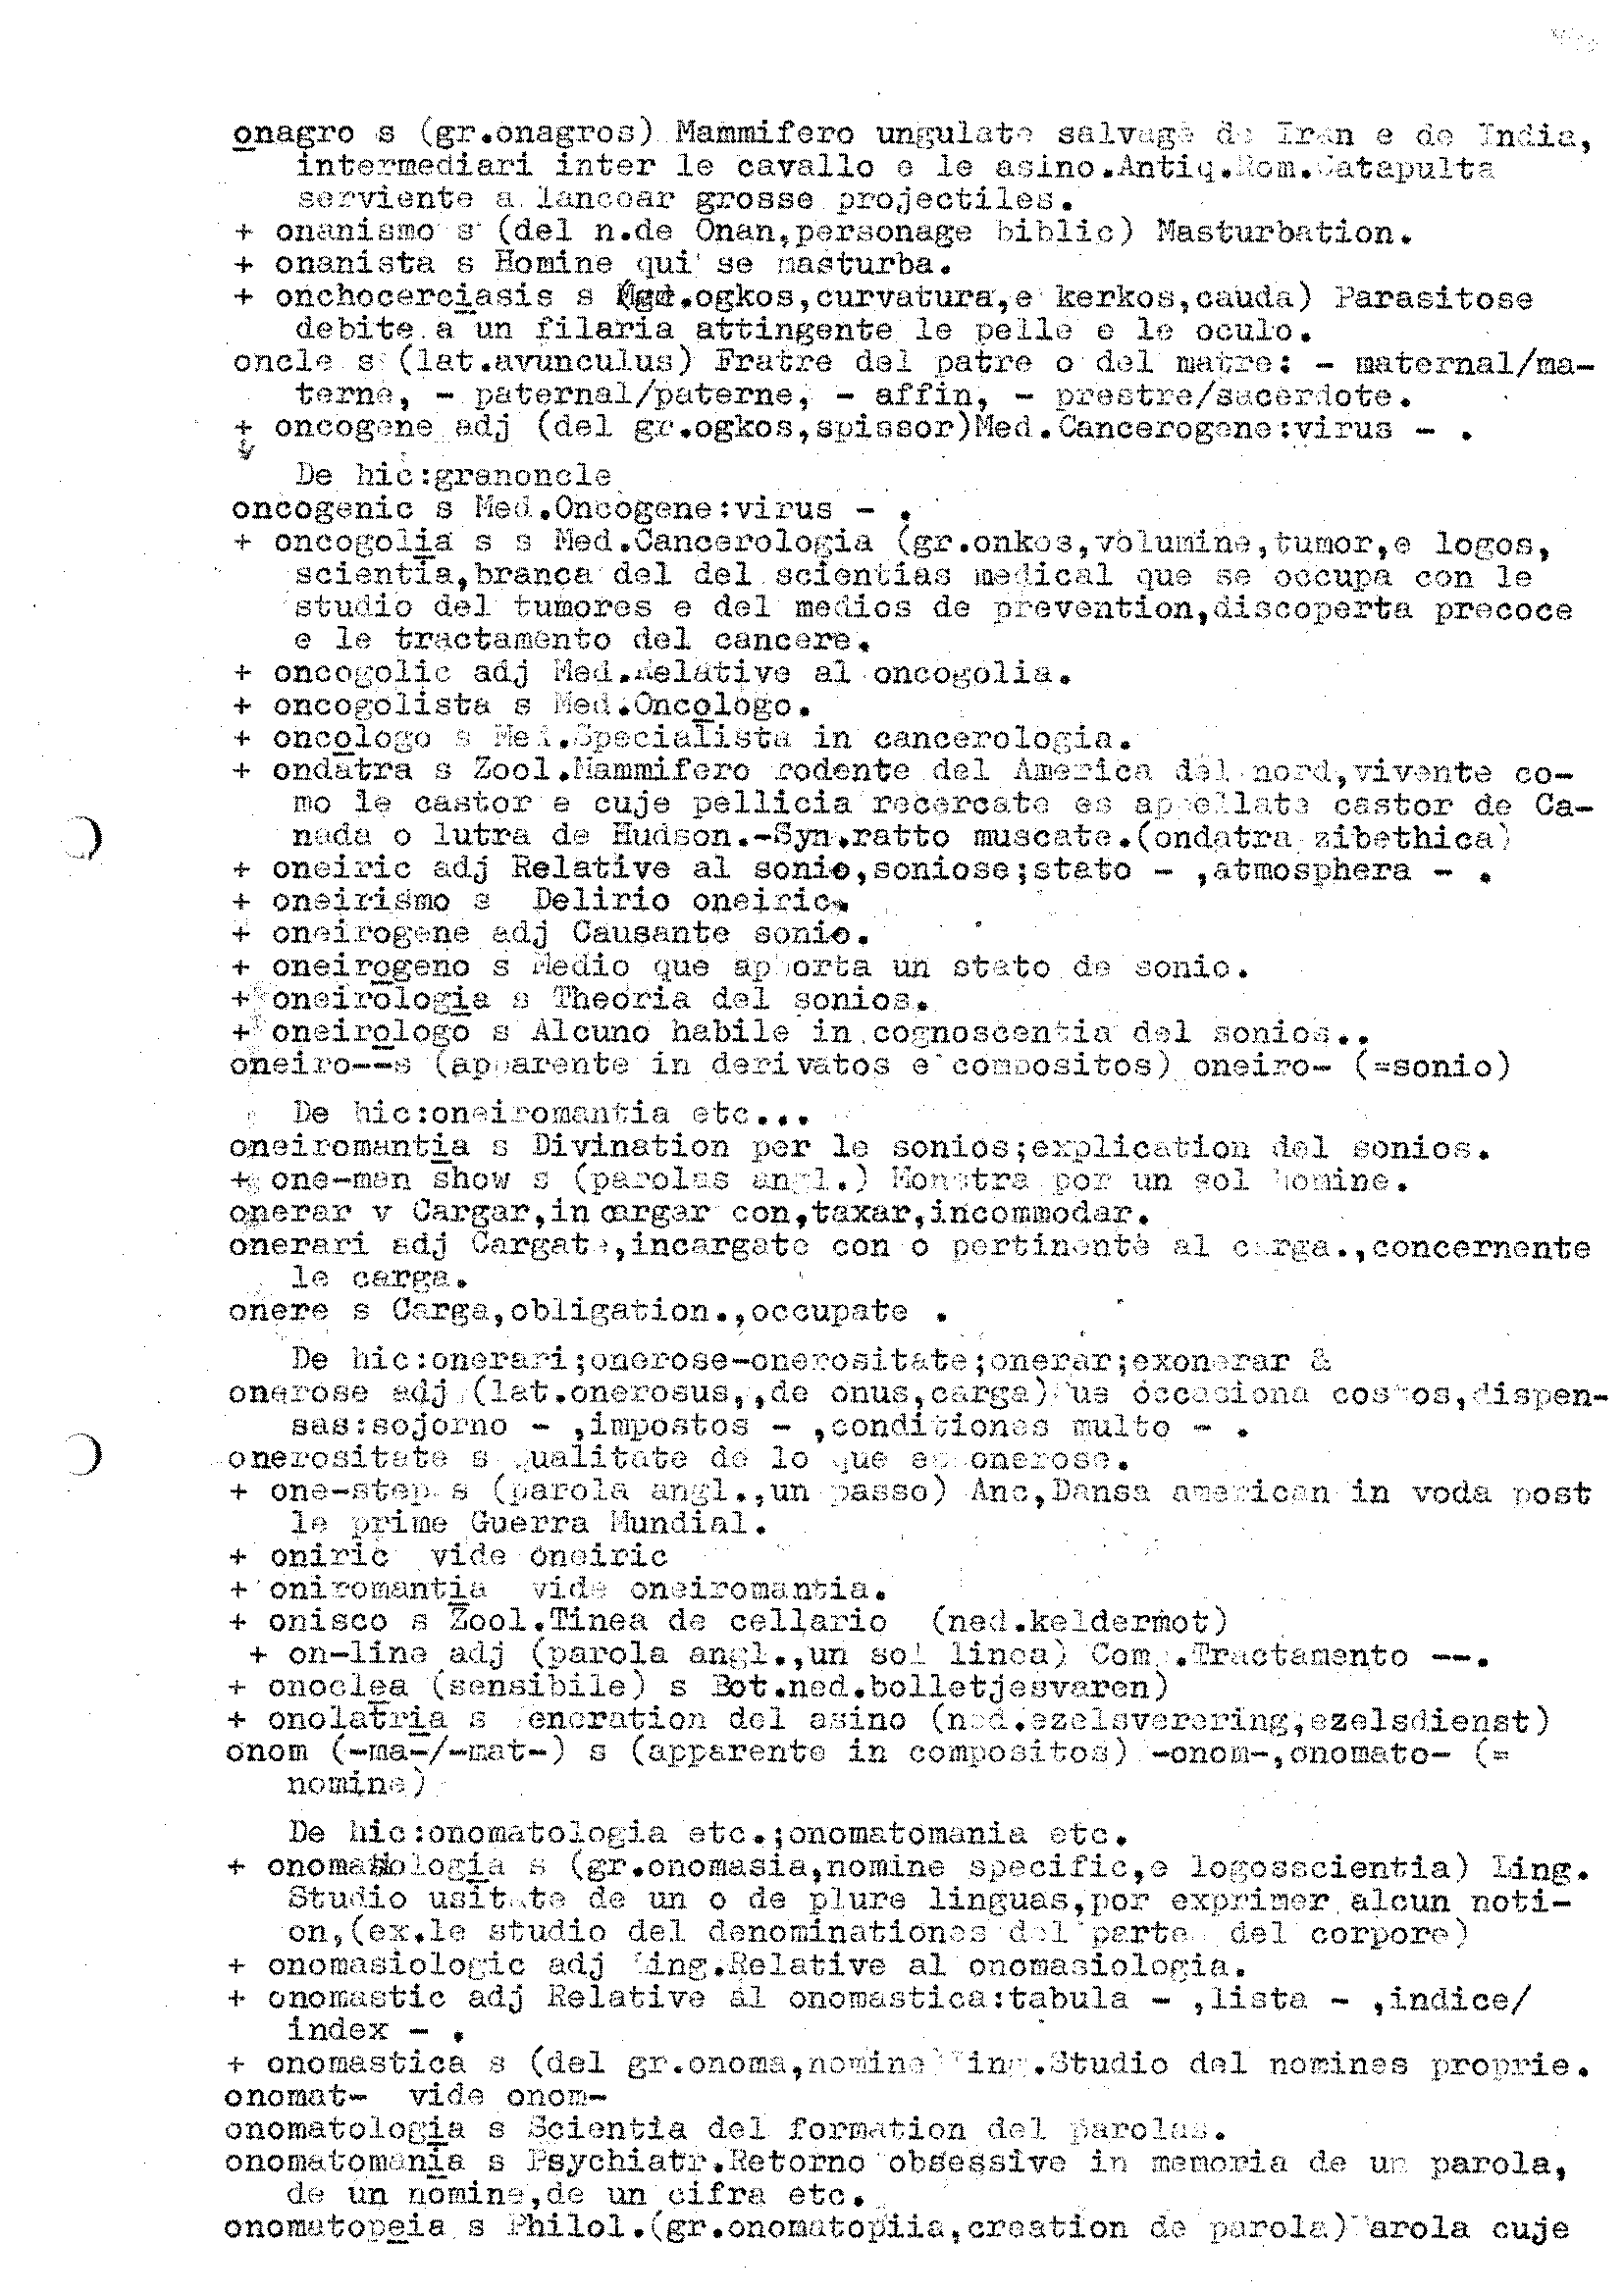 onagro s (gr.onagros) Mammifero ungulate salvage de Iran e de India,
intermediari inter le cavallo e le asino.Antiq.Rom.Catapulta
serviente a lancear grosse projectiles.
+ onanismo s (del n.de Onan,personage biblic) Masturbation.
+ onanista s Homine qui se masturba.
+ onchocerciasis s (gr.ogkos,curvatura,e kerkos,cauda) Parasitose
debite a un filaria attingente le pelle e le oculo.
oncle s (lat.avunculus) Fratre del patre o del matre: - maternal/ma-
terne, - paternal/paterne, - affin, - prestre/sacerdote.
+ oncogene adj (del gr.ogkos,spissor)Med.Cancerogene:virus - .
De hic:granoncle
oncogenic s Med.Oncogene:virus - .
+ oncogolia s s Med.Cancerologia (gr.onkos,volumine,tumor,e logos,
scientia,branca del del scientias medical que se occupa con le
studio del tumores e del medios de prevention,discoperta precoce
e le tractamento del cancere.
+ oncogolic adj Med.Relative al oncogolia.
+ oncogolista s Med.Oncologo.
+ oncologo s Med.Specialista in cancerologia.
+ ondatra s Zool.Mammifero rodente del America del nord,vivente co-
mo le castor e cuje pellicia recercate es appellate castor de Ca-
nada o lutra de Hudson.-Syn.ratto muscate.(ondatra zibethica)
+ oneiric adj Relative al sonio,soniose;stato - ,atmosphera - .
+ oneirismo s Delirio oneiric.
+ oneirogene adj Causante sonio.
+ oneirogeno s Medio que apporta un stato de sonio.
+ oneirologia s Theoria del sonios.
+ oneirologo s Alcuno habile in cognoscentia del sonios..
oneiro--s (apparente in derivatos e compositos) oneiro- (=sonio)
De hic:oneiromantia etc...
oneiromantia s Divination per le sonios;explication del sonios.
+ one-man show s (parolas angl.) Monstra por un sol homine.
onerar v Cargar,in cargar con,taxar,incommodar.
onerari adj Cargate,incargate con o pertinente al carga.,concernente
le carga.
onere s Carga,obligation.,occupate .
De hic:onerari;onerose-onerositate;onerar;exonerar &
onerose adj (lat.onerosus,,de onus,carga) ue occasiona costos,dispen-
sas:sojorno - ,impostos - ,conditiones multo - .
onerositate s qualitate de lo que es onerose.
+ one-step s (parola angl.,un passo) Anc,Dansa american in voda post
le prime Guerra Mundial.
+ oniric vide oneiric
+ oniromantia vide oneiromantia.
+ onisco s Zool.Tinea de cellario (ned.keldermot)
+ on-line adj (parola angl.,un sol linea) Com .Tractamento --.
+ onoclea (sensibile) s Bot.ned.bolletjesvaren)
+ onolatria s eneration del asino (ned.ezelsverering,ezelsdienst)
onom (-ma-/-mat-) s (apparente in compositos) -onom-,onomato- (=
nomine)
De hic:onomatologia etc.;onomatomania etc.
+ onomasiologia s (gr.onomasia,nomine specific,e logosscientia) Ling.
Studio usitate de un o de plure linguas,por exprimer alcun noti-
on,(ex.le studio del denominationes del parte del corpore)
+ onomasiologic adj Ling.Relative al onomasiologia.
+ onomastic adj Relative al onomastica:tabula - ,lista - ,indice/
index - .
+ onomastica s (del gr.onoma,nomine)Ling.Studio del nomines proprie.
onomat- vide onom-
onomatologia s Scientia del formation del parolas.
onomatomania s Psychiatr.Retorno obsessive in memoria de un parola,
de un nomine,de un cifra etc.
onomatopeia s Philol.(gr.onomatopiia,creation de parola)Parola cuje